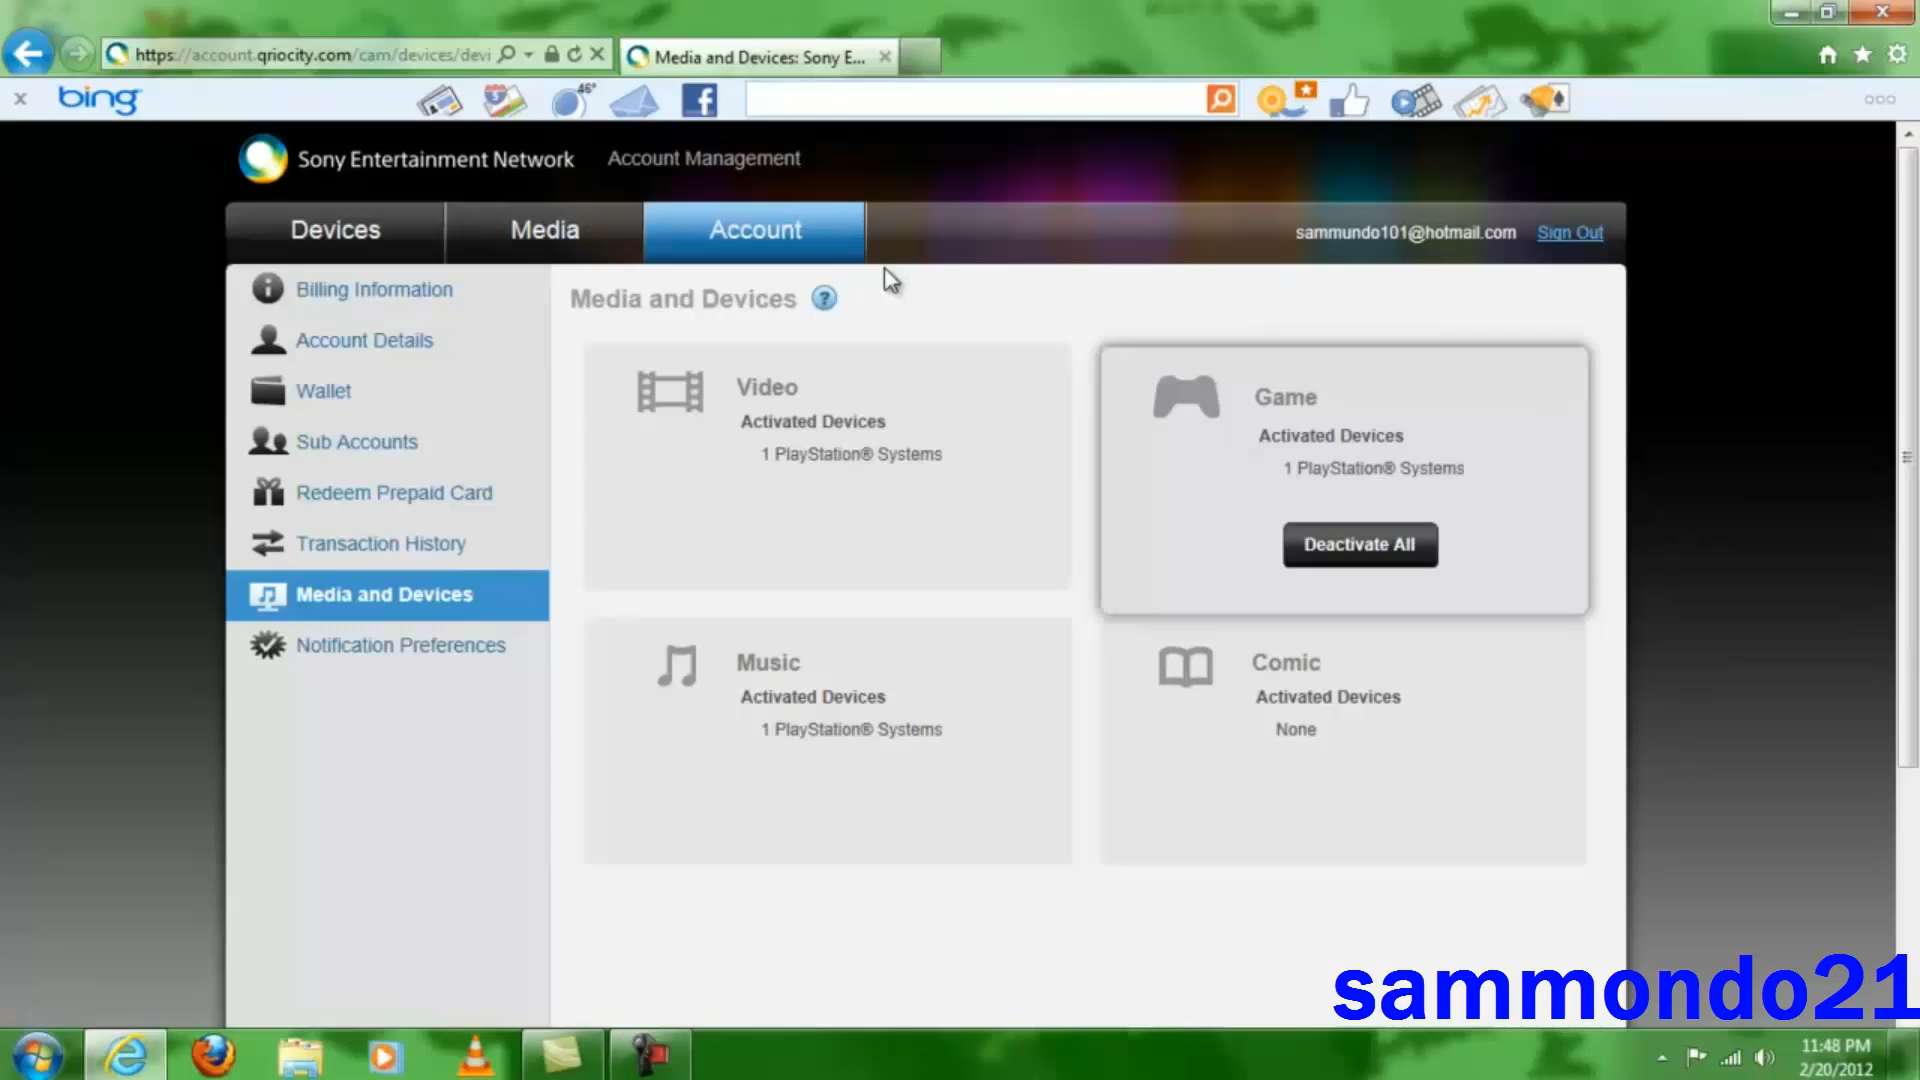 https://account.qriocity.com/cam/devices/devi
Media and Devices: Sony E...
bing
46°
Sony Entertainment Network
Account Management
Devices
Media
Account
sammundo101@hotmail.com
Sign Out
Billing Information
Account Details
Wallet
Sub Accounts
Redeem Prepaid Card
Transaction History
Media and Devices
Notification Preferences
Media and Devices
Video
Activated Devices
1 PlayStation® Systems
Game
Activated Devices
1 PlayStation® Systems
Deactivate All
Music
Activated Devices
1 PlayStation® Systems
Comic
Activated Devices
None
sammondo21
11:48 PM
2/20/2012